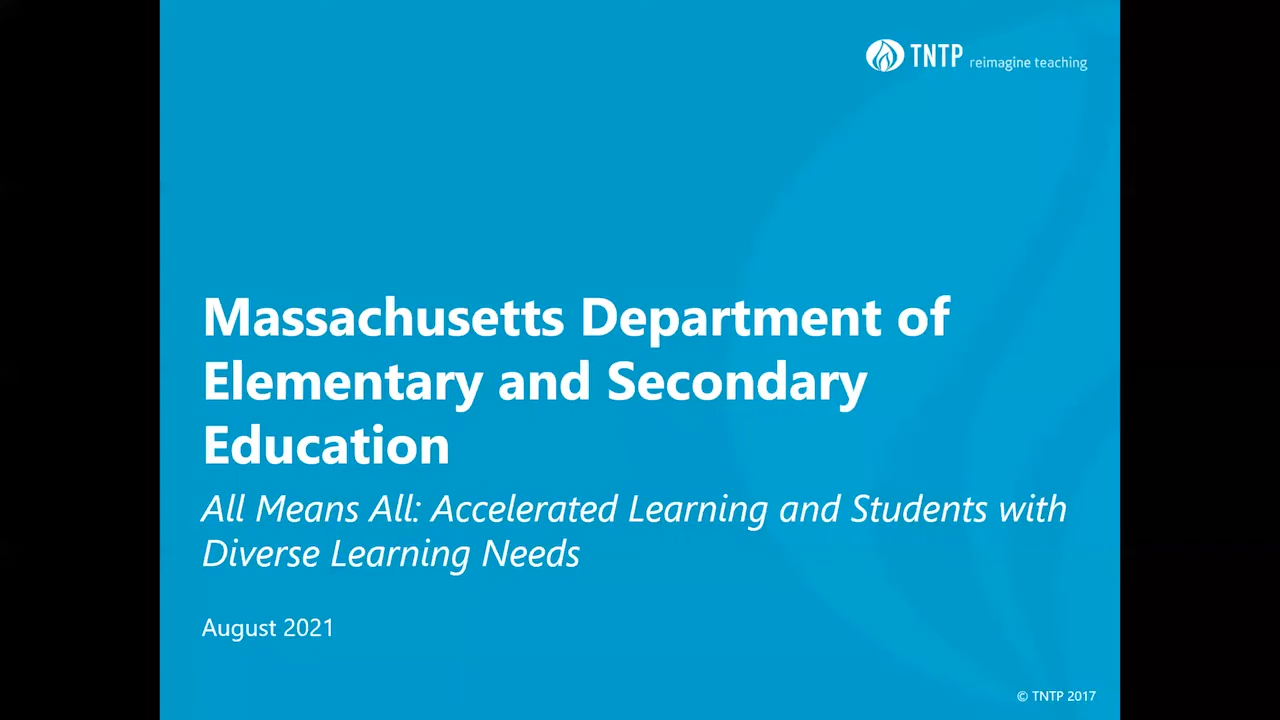 TNTP reimagine teaching
Massachusetts Department of
Elementary and Secondary
Education
All Means All: Accelerated Learning and Students with
Diverse Learning Needs
August 2021
© TNTP 2017